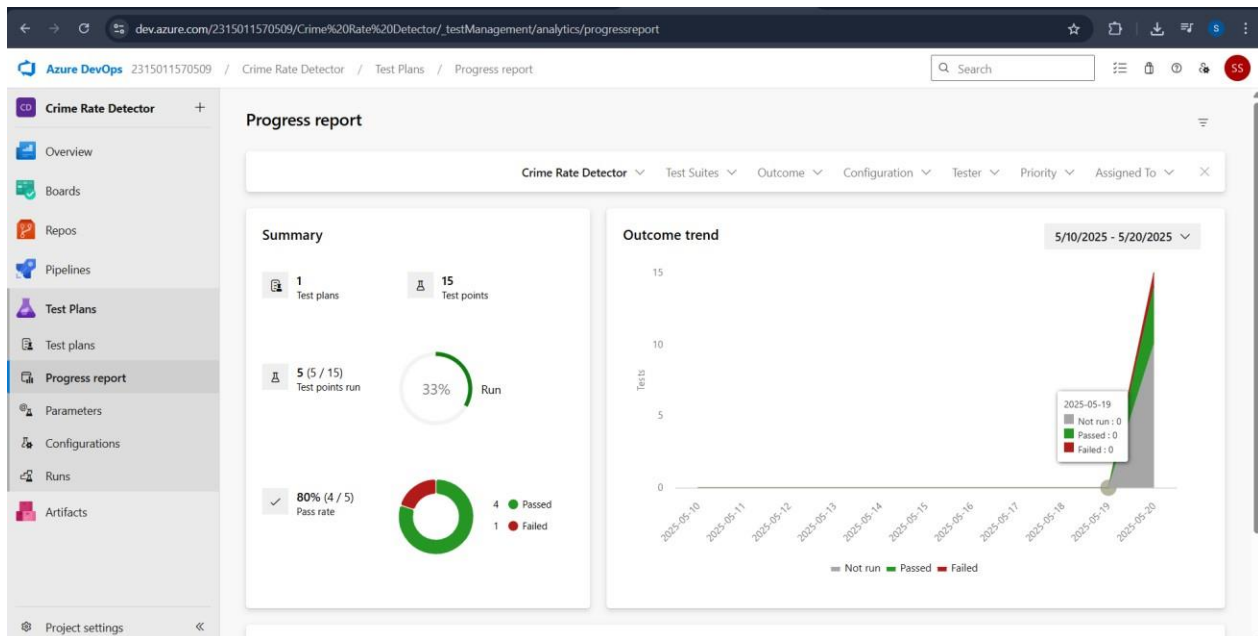 dev.azure.com/2315011570509/Crime%20Rate%20Detector/_testManagement/analytics/progressreport
S
Azure DevOps 2315011570509 / Crime Rate Detector / Test Plans / Progress report
Search
SS
CD Crime Rate Detector +
Overview
Boards
Repos
Pipelines
Test Plans
Test plans
Progress report
Parameters
Configurations
Runs
Artifacts
Project settings
Progress report
Crime Rate Detector Test Suites Outcome Configuration Tester Priority Assigned To
Summary
1
Test plans
15
Test points
5 (5 / 15)
Test points run
33%
Run
80% (4 / 5)
Pass rate
4 Passed
1 Failed
Outcome trend
5/10/2025 - 5/20/2025
15
10
5
0
Tests
2025-05-19
Not run : 0
Passed : 0
Failed : 0
2025-05-10
2025-05-11
2025-05-12
2025-05-13
2025-05-14
2025-05-15
2025-05-16
2025-05-17
2025-05-18
2025-05-19
2025-05-20
Not run Passed Failed